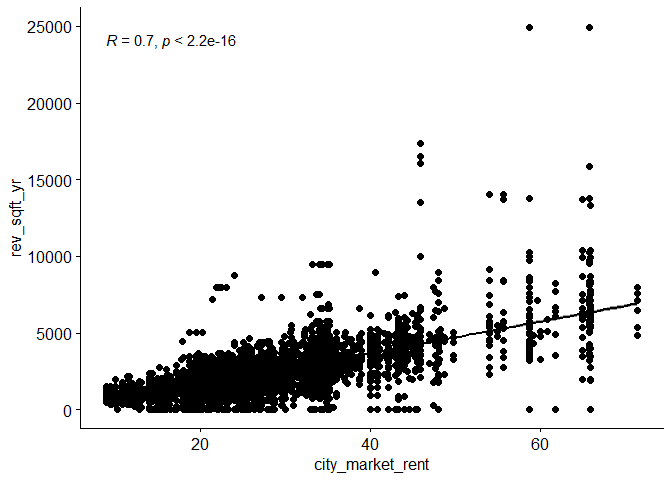 R = 0.7, p < 2.2e-16
25000
20000
15000
10000
5000
0
rev_sqft_yr
20 40 60
city_market_rent